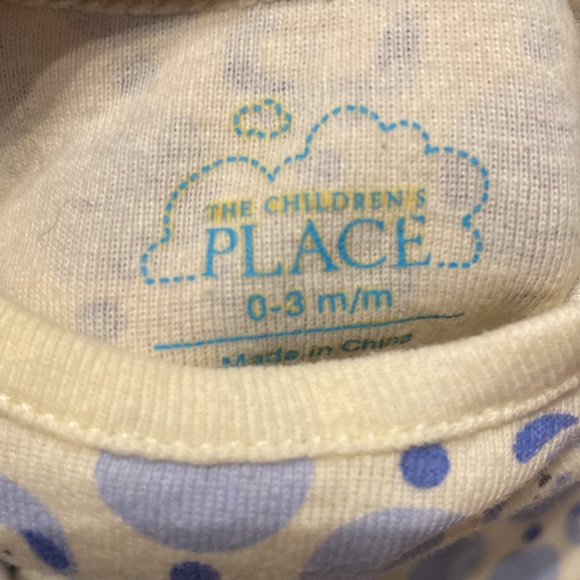 THE CHILDREN'S
PLACE
0-3 m/m
Made in China